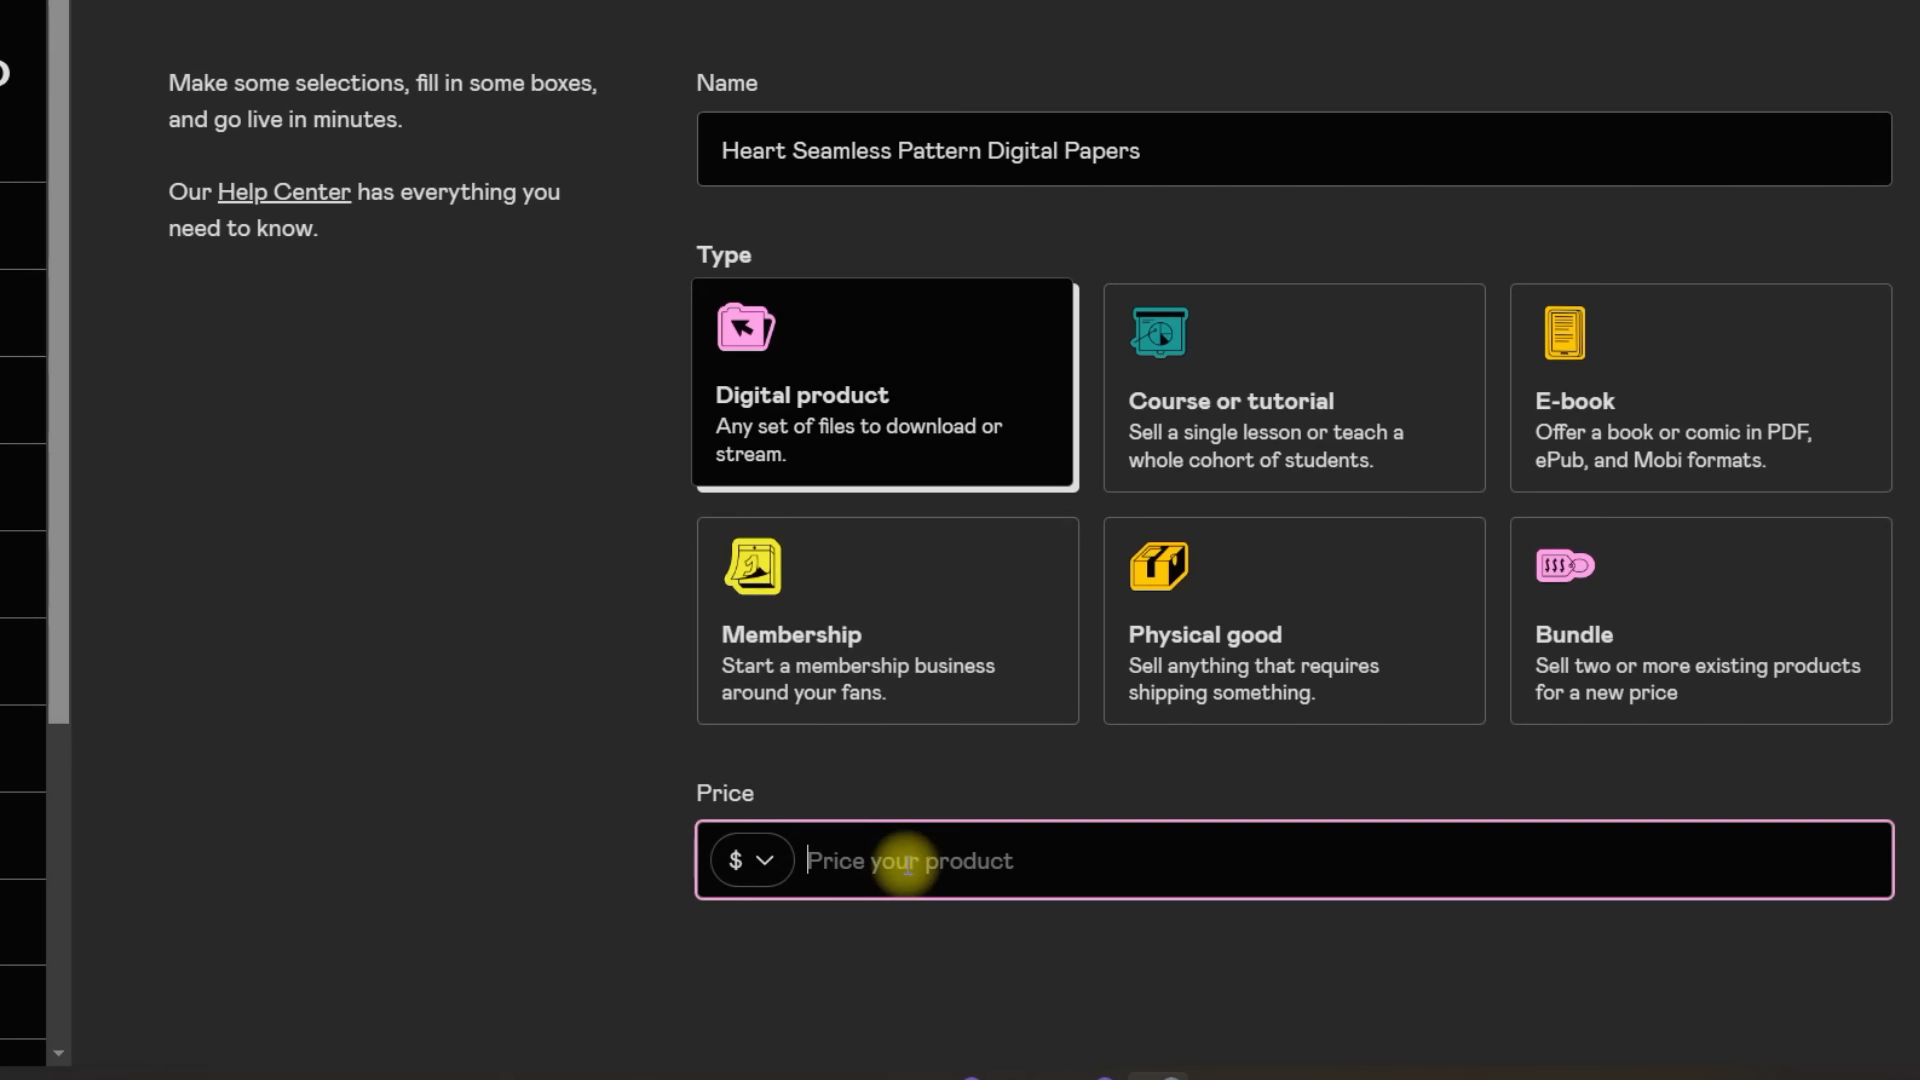 Make some selections, fill in some boxes,
and go live in minutes.
Our Help Center has everything you
need to know.
Name
Heart Seamless Pattern Digital Papers
Type
Digital product
Any set of files to download or
stream.
Course or tutorial
Sell a single lesson or teach a
whole cohort of students.
E-book
Offer a book or comic in PDF,
ePub, and Mobi formats.
Membership
Start a membership business
around your fans.
Physical good
Sell anything that requires
shipping something.
Bundle
Sell two or more existing products
for a new price
Price
$ Price your product